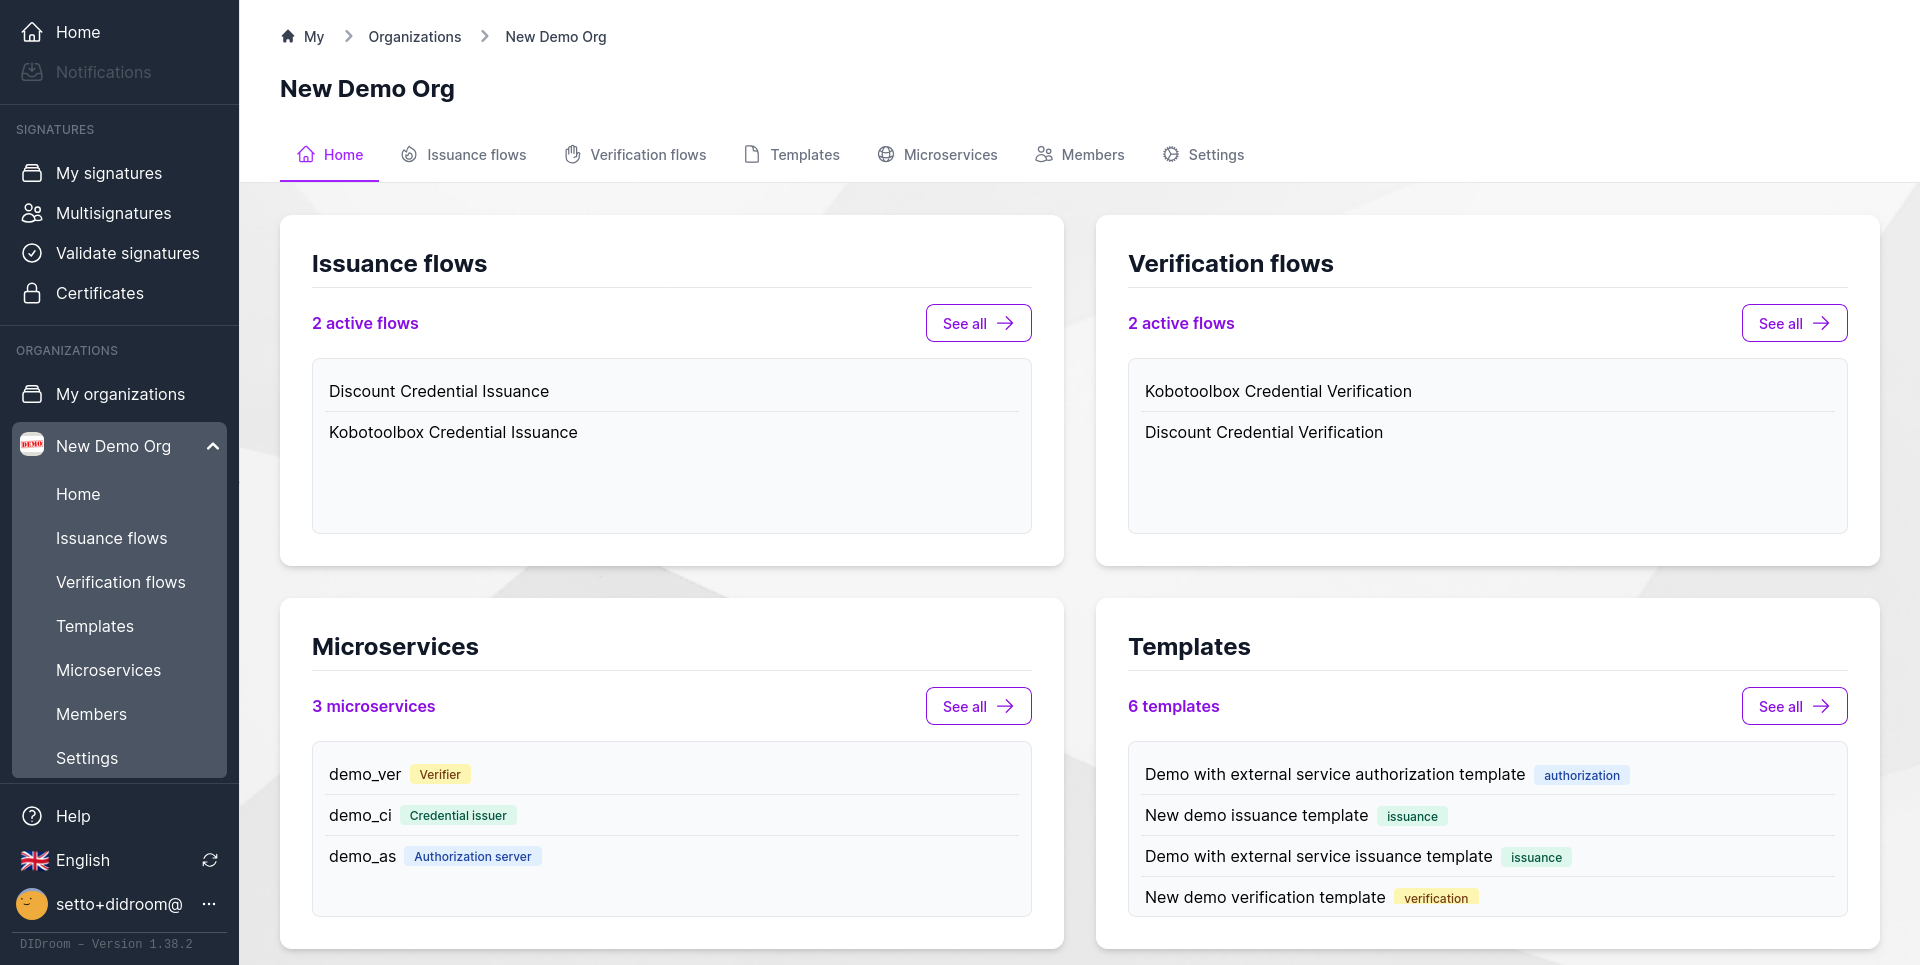 Home
Notifications
SIGNATURES
My signatures
Multisignatures
Validate signatures
Certificates
ORGANIZATIONS
My organizations
DEMO
New Demo Org
Home
Issuance flows
Verification flows
Templates
Microservices
Members
Settings
Help
English
setto+didroom@
DIDroom – Version 1.38.2
My
Organizations
New Demo Org
New Demo Org
Home
Issuance flows
Verification flows
Templates
Microservices
Members
Settings
Issuance flows
2 active flows
See all
Discount Credential Issuance
Kobotoolbox Credential Issuance
Verification flows
2 active flows
See all
Kobotoolbox Credential Verification
Discount Credential Verification
Microservices
3 microservices
See all
demo_ver Verifier
demo_ci Credential issuer
demo_as Authorization server
Templates
6 templates
See all
Demo with external service authorization template authorization
New demo issuance template issuance
Demo with external service issuance template issuance
New demo verification template verification